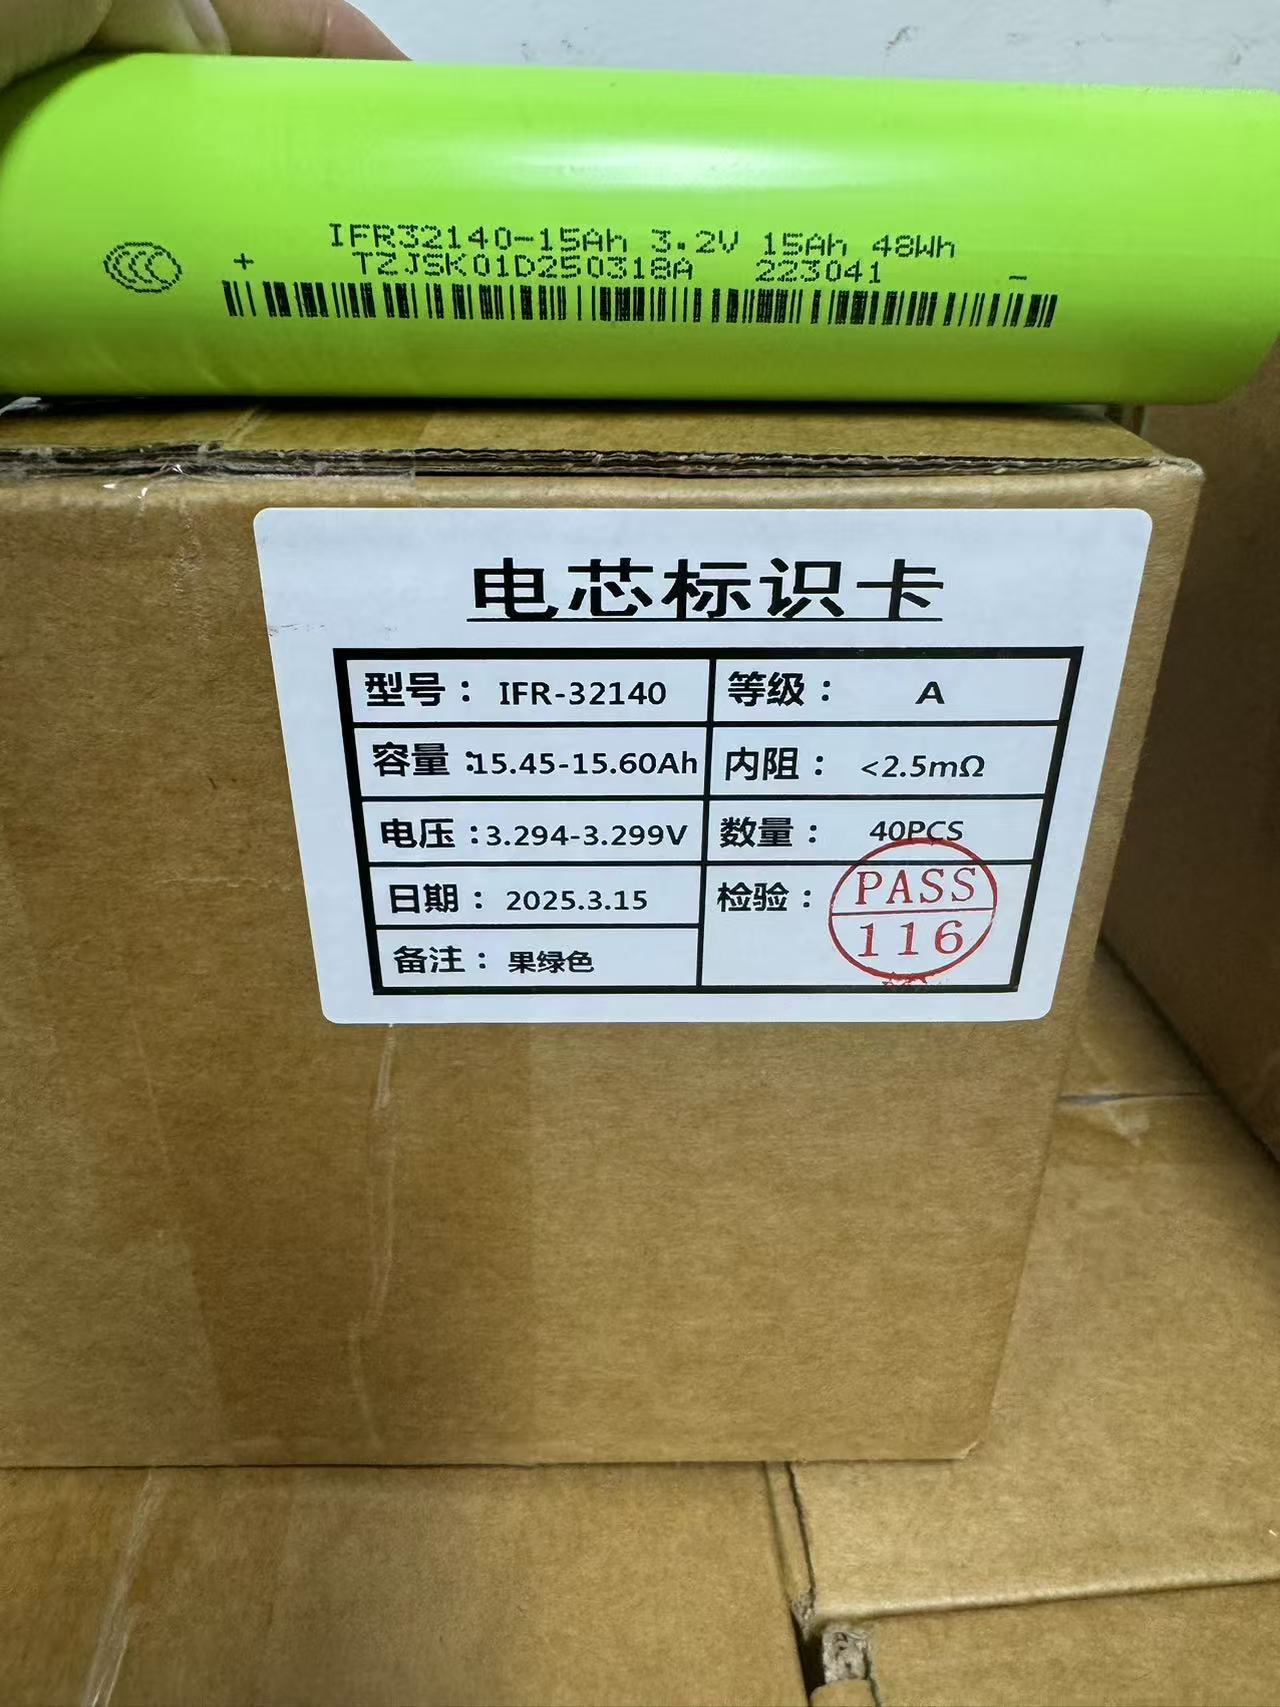 IFR32140-15Ah 3.2V 15Ah 48Wh
+ TZJSK01D250318A 223041 -
电芯标识卡
型号： IFR-32140 等级： A
容量：15.45-15.60Ah 内阻： <2.5mΩ
电压：3.294-3.299V 数量： 40PCS
日期： 2025.3.15 检验： PASS
116
备注： 果绿色